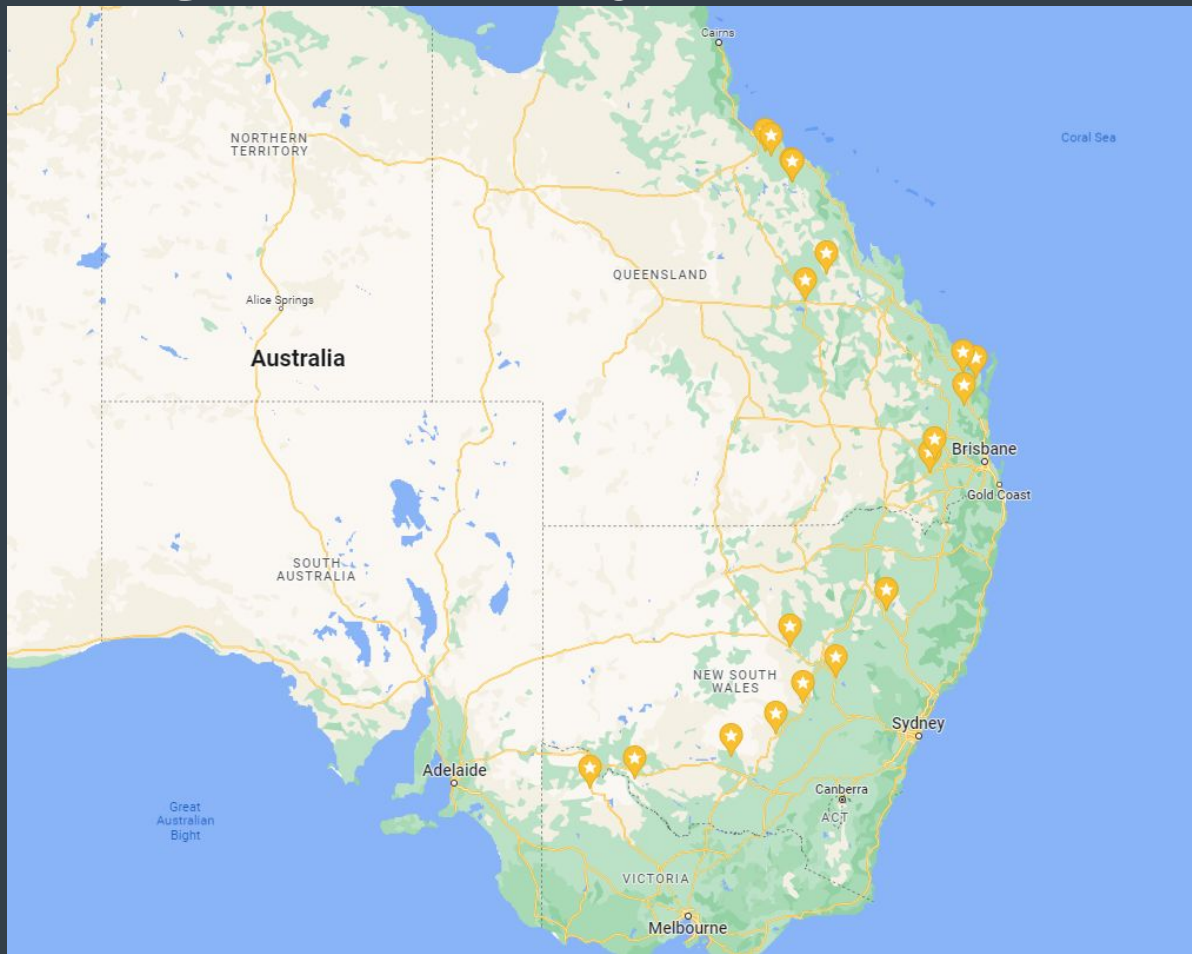 Cairns
Coral Sea
NORTHERN
TERRITORY
QUEENSLAND
Alice Springs
Australia
Brisbane
Gold Coast
SOUTH
AUSTRALIA
NEW SOUTH
WALES
Sydney
Adelaide
Canberra
ACT
Great
Australian
Bight
VICTORIA
Melbourne